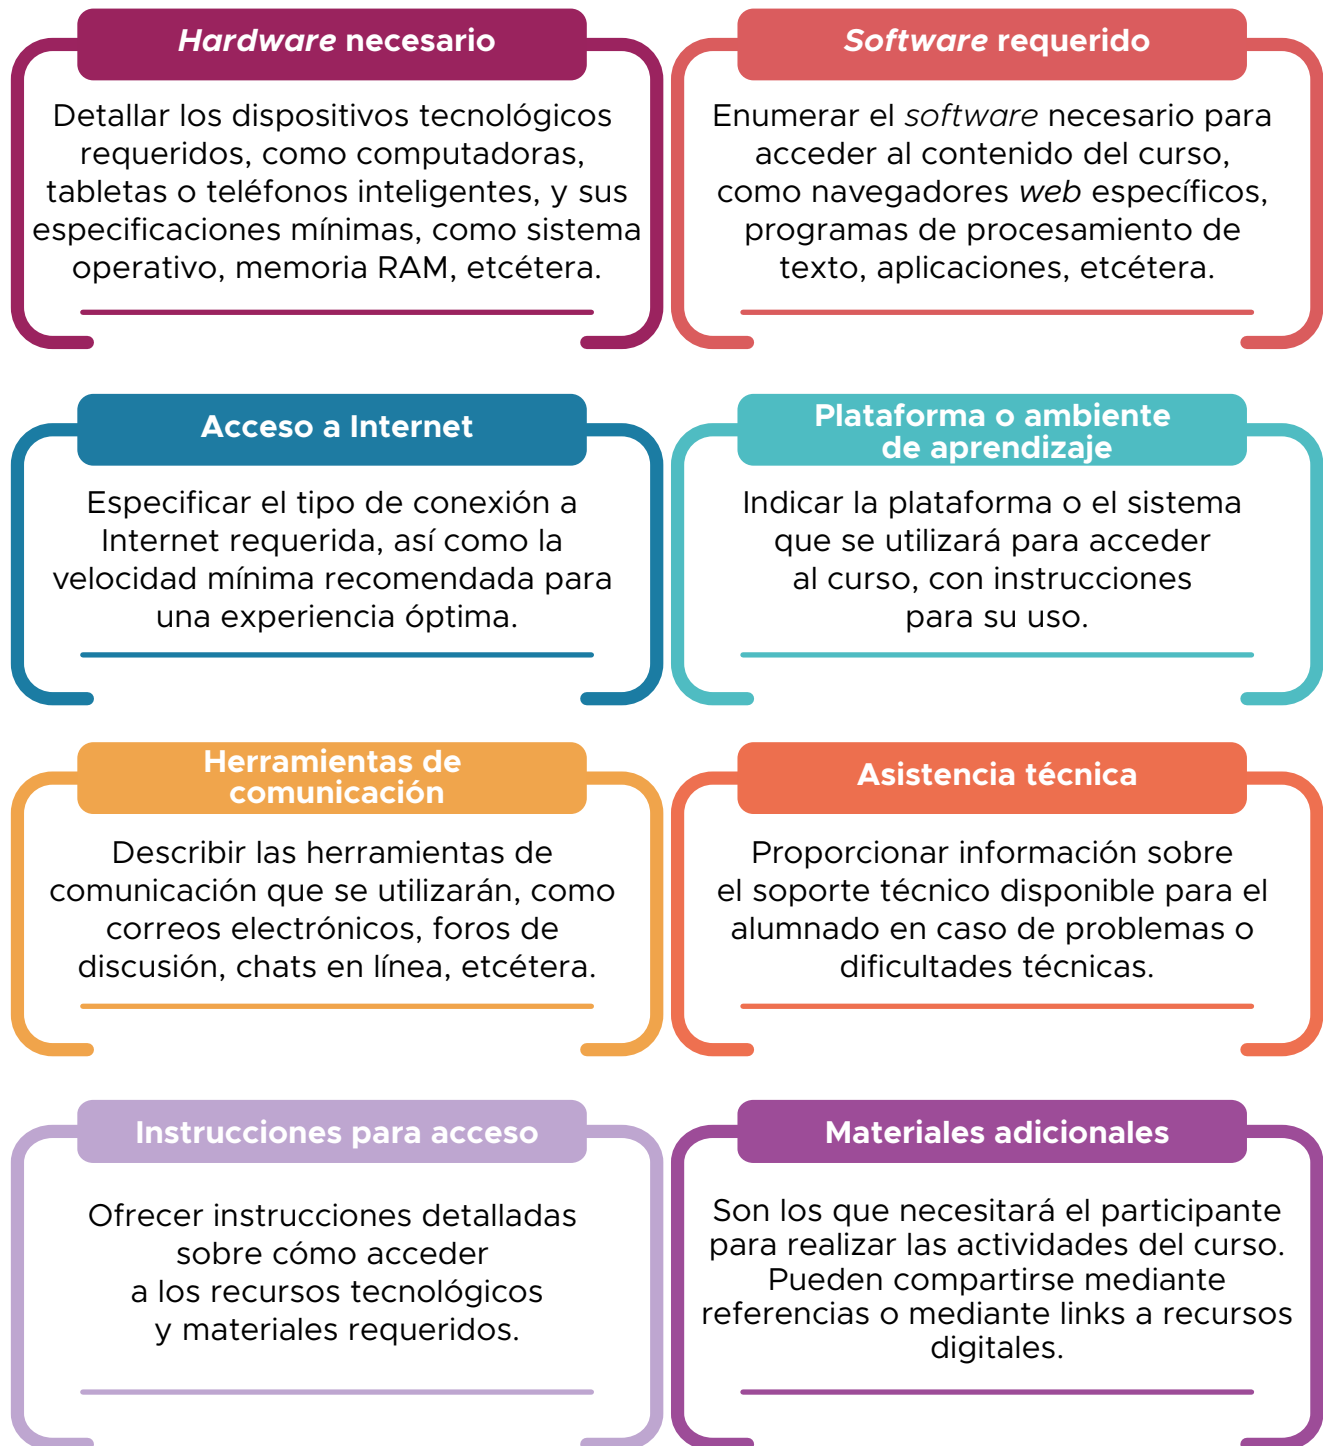 Hardware necesario
Detallar los dispositivos tecnológicos
requeridos, como computadoras,
tabletas o teléfonos inteligentes, y sus
especificaciones mínimas, como sistema
operativo, memoria RAM, etcétera.
Software requerido
Enumerar el software necesario para
acceder al contenido del curso,
como navegadores web específicos,
programas de procesamiento de
texto, aplicaciones, etcétera.
Acceso a Internet
Especificar el tipo de conexión a
Internet requerida, así como la
velocidad mínima recomendada para
una experiencia óptima.
Plataforma o ambiente
de aprendizaje
Indicar la plataforma o el sistema
que se utilizará para acceder
al curso, con instrucciones
para su uso.
Herramientas de
comunicación
Describir las herramientas de
comunicación que se utilizarán, como
correos electrónicos, foros de
discusión, chats en línea, etcétera.
Asistencia técnica
Proporcionar información sobre
el soporte técnico disponible para el
alumnado en caso de problemas o
dificultades técnicas.
Instrucciones para acceso
Ofrecer instrucciones detalladas
sobre cómo acceder
a los recursos tecnológicos
y materiales requeridos.
Materiales adicionales
Son los que necesitará el participante
para realizar las actividades del curso.
Pueden compartirse mediante
referencias o mediante links a recursos
digitales.